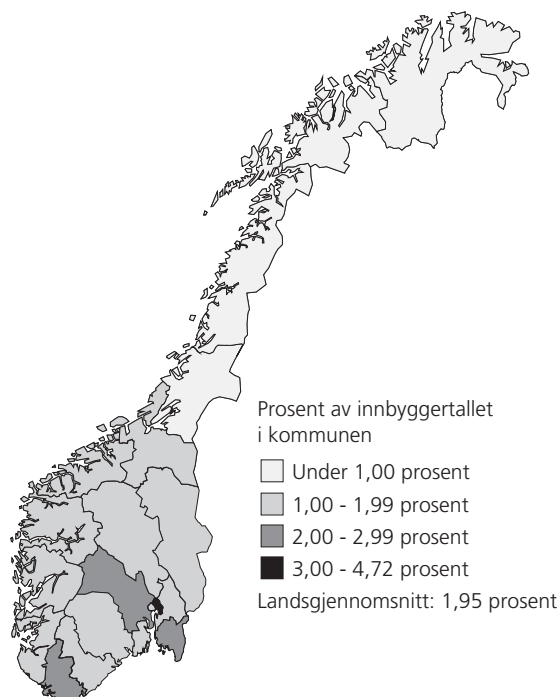 Prosent av innbyggertallet
i kommunen
Under 1,00 prosent
1,00 - 1,99 prosent
2,00 - 2,99 prosent
3,00 - 4,72 prosent
Landsgjennomsnitt: 1,95 prosent